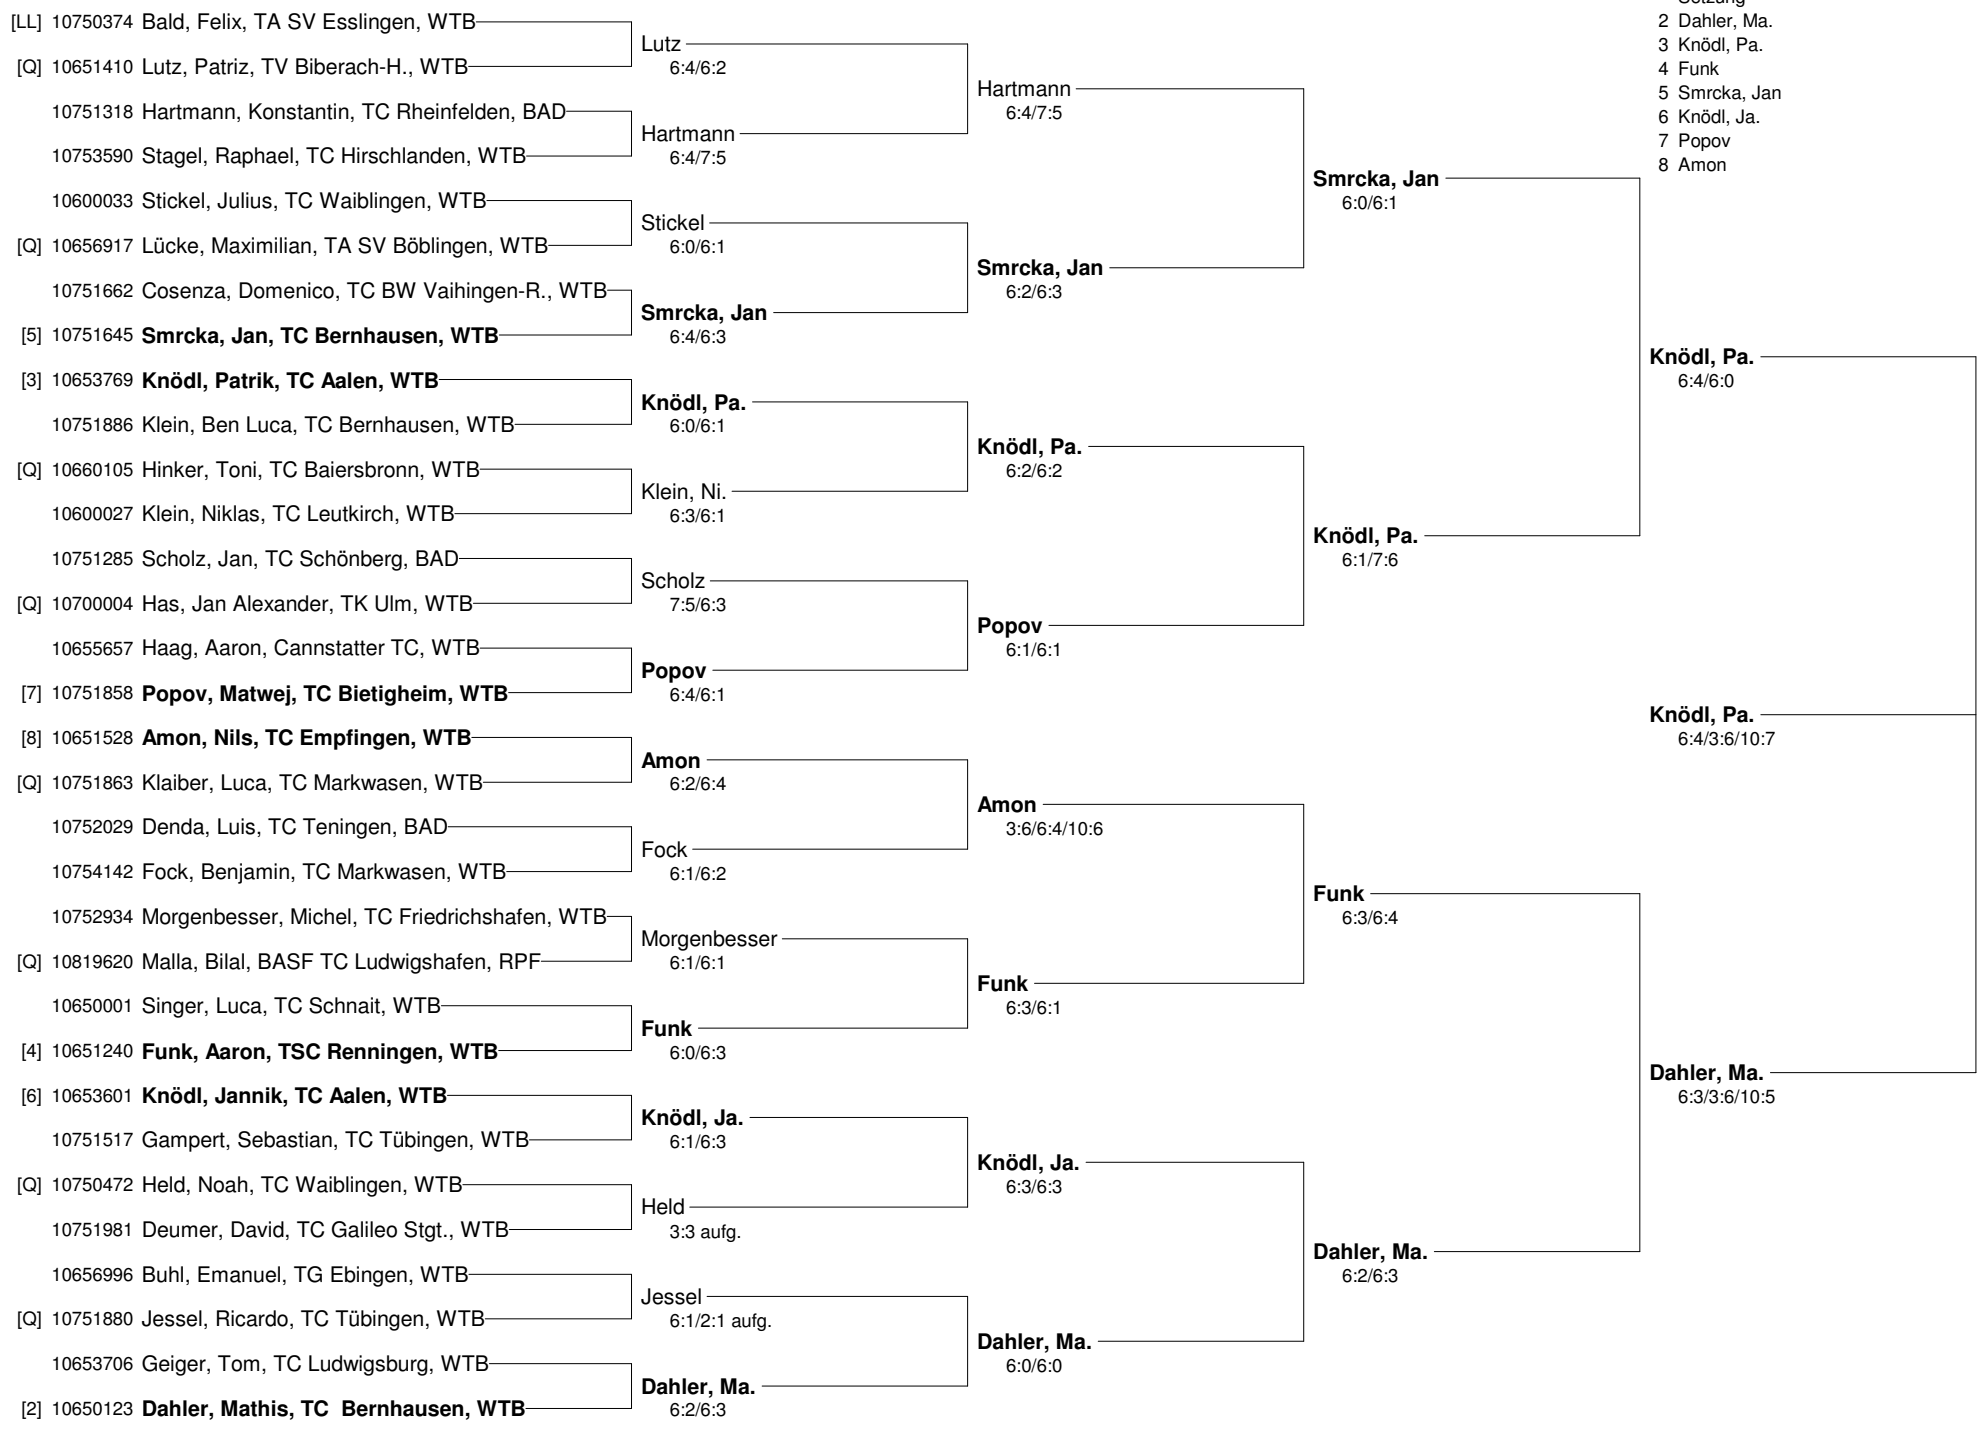 Setzung
2 Dahler, Ma.
3 Knödl, Pa.
4 Funk
5 Smrcka, Jan
6 Knödl, Ja.
7 Popov
8 Amon
[LL] 10750374 Bald, Felix, TA SV Esslingen, WTB
[Q] 10651410 Lutz, Patriz, TV Biberach-H., WTB
10751318 Hartmann, Konstantin, TC Rheinfelden, BAD
10753590 Stagel, Raphael, TC Hirschlanden, WTB
10600033 Stickel, Julius, TC Waiblingen, WTB
[Q] 10656917 Lücke, Maximilian, TA SV Böblingen, WTB
10751662 Cosenza, Domenico, TC BW Vaihingen-R., WTB
[5] 10751645 Smrcka, Jan, TC Bernhausen, WTB
[3] 10653769 Knödl, Patrik, TC Aalen, WTB
10751886 Klein, Ben Luca, TC Bernhausen, WTB
[Q] 10660105 Hinker, Toni, TC Baiersbronn, WTB
10600027 Klein, Niklas, TC Leutkirch, WTB
10751285 Scholz, Jan, TC Schönberg, BAD
[Q] 10700004 Has, Jan Alexander, TK Ulm, WTB
10655657 Haag, Aaron, Cannstatter TC, WTB
[7] 10751858 Popov, Matwej, TC Bietigheim, WTB
[8] 10651528 Amon, Nils, TC Empfingen, WTB
[Q] 10751863 Klaiber, Luca, TC Markwasen, WTB
10752029 Denda, Luis, TC Teningen, BAD
10754142 Fock, Benjamin, TC Markwasen, WTB
10752934 Morgenbesser, Michel, TC Friedrichshafen, WTB
[Q] 10819620 Malla, Bilal, BASF TC Ludwigshafen, RPF
10650001 Singer, Luca, TC Schnait, WTB
[4] 10651240 Funk, Aaron, TSC Renningen, WTB
[6] 10653601 Knödl, Jannik, TC Aalen, WTB
10751517 Gampert, Sebastian, TC Tübingen, WTB
[Q] 10750472 Held, Noah, TC Waiblingen, WTB
10751981 Deumer, David, TC Galileo Stgt., WTB
10656996 Buhl, Emanuel, TG Ebingen, WTB
[Q] 10751880 Jessel, Ricardo, TC Tübingen, WTB
10653706 Geiger, Tom, TC Ludwigsburg, WTB
[2] 10650123 Dahler, Mathis, TC Bernhausen, WTB
Lutz
6:4/6:2
Hartmann
6:4/7:5
Stickel
6:0/6:1
Smrcka, Jan
6:4/6:3
Knödl, Pa.
6:0/6:1
Klein, Ni.
6:3/6:1
Scholz
7:5/6:3
Popov
6:4/6:1
Amon
6:2/6:4
Fock
6:1/6:2
Morgenbesser
6:1/6:1
Funk
6:0/6:3
Knödl, Ja.
6:1/6:3
Held
3:3 aufg.
Jessel
6:1/2:1 aufg.
Dahler, Ma.
6:2/6:3
Hartmann
6:4/7:5
Smrcka, Jan
6:2/6:3
Knödl, Pa.
6:2/6:2
Popov
6:1/6:1
Amon
3:6/6:4/10:6
Funk
6:3/6:1
Knödl, Ja.
6:3/6:3
Dahler, Ma.
6:0/6:0
Smrcka, Jan
6:0/6:1
Knödl, Pa.
6:1/7:6
Funk
6:3/6:4
Dahler, Ma.
6:2/6:3
Knödl, Pa.
6:4/6:0
Knödl, Pa.
6:4/3:6/10:7
Dahler, Ma.
6:3/3:6/10:5